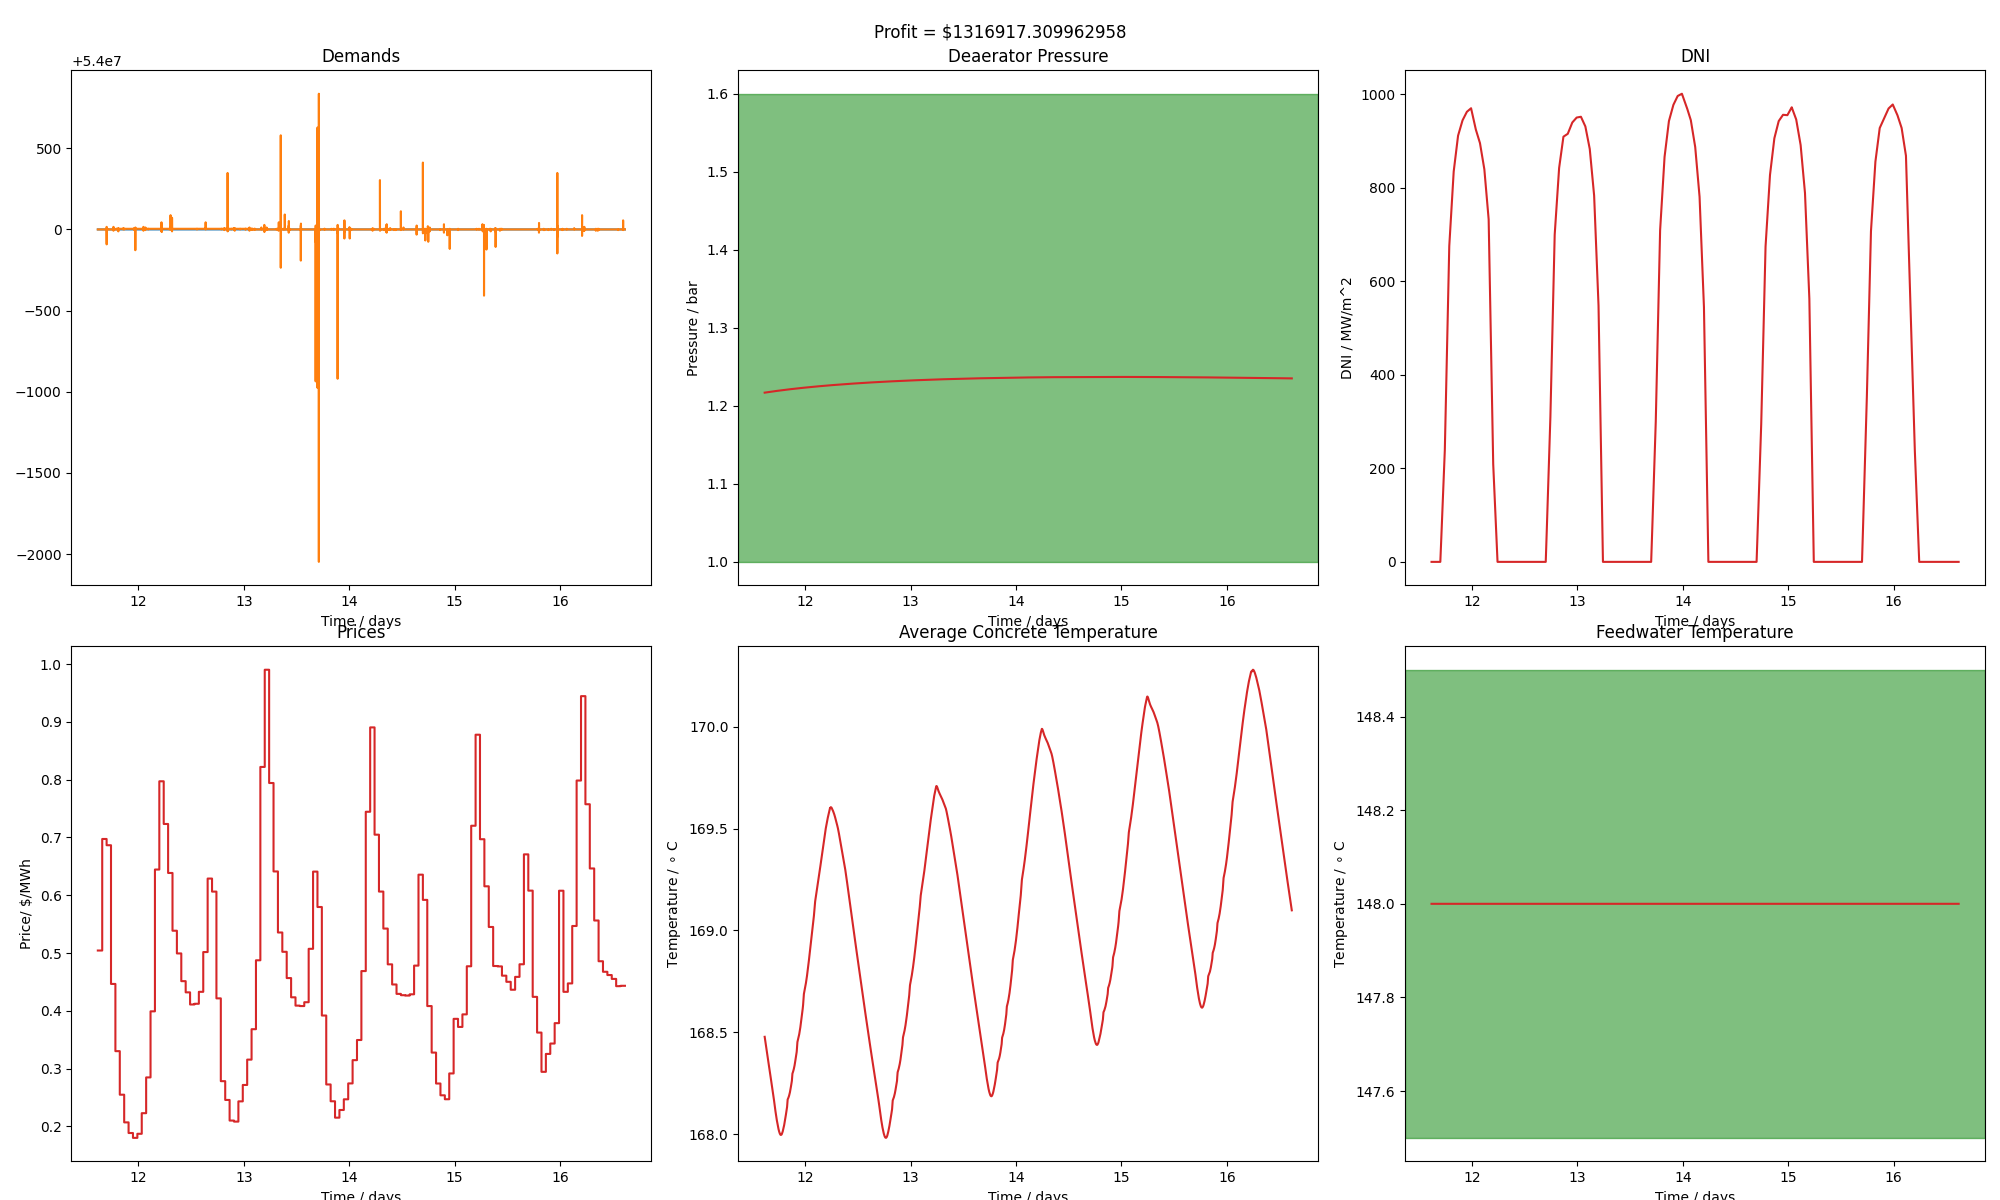 Profit = $1316917.309962958
Demands
+5.4e7
500
0
−500
−1000
−1500
−2000
12 13 14 15 16
Time / days
Deaerator Pressure
Pressure / bar
1.6
1.5
1.4
1.3
1.2
1.1
1.0
12 13 14 15 16
Time / days
DNI
DNI / MW/m^2
1000
800
600
400
200
0
12 13 14 15 16
Time / days
Prices
Price/ $/MWh
1.0
0.9
0.8
0.7
0.6
0.5
0.4
0.3
0.2
12 13 14 15 16
Time / days
Average Concrete Temperature
Temperature / ∘ C
170.0
169.5
169.0
168.5
168.0
12 13 14 15 16
Time / days
Feedwater Temperature
Temperature / ∘ C
148.4
148.2
148.0
147.8
147.6
12 13 14 15 16
Time / days